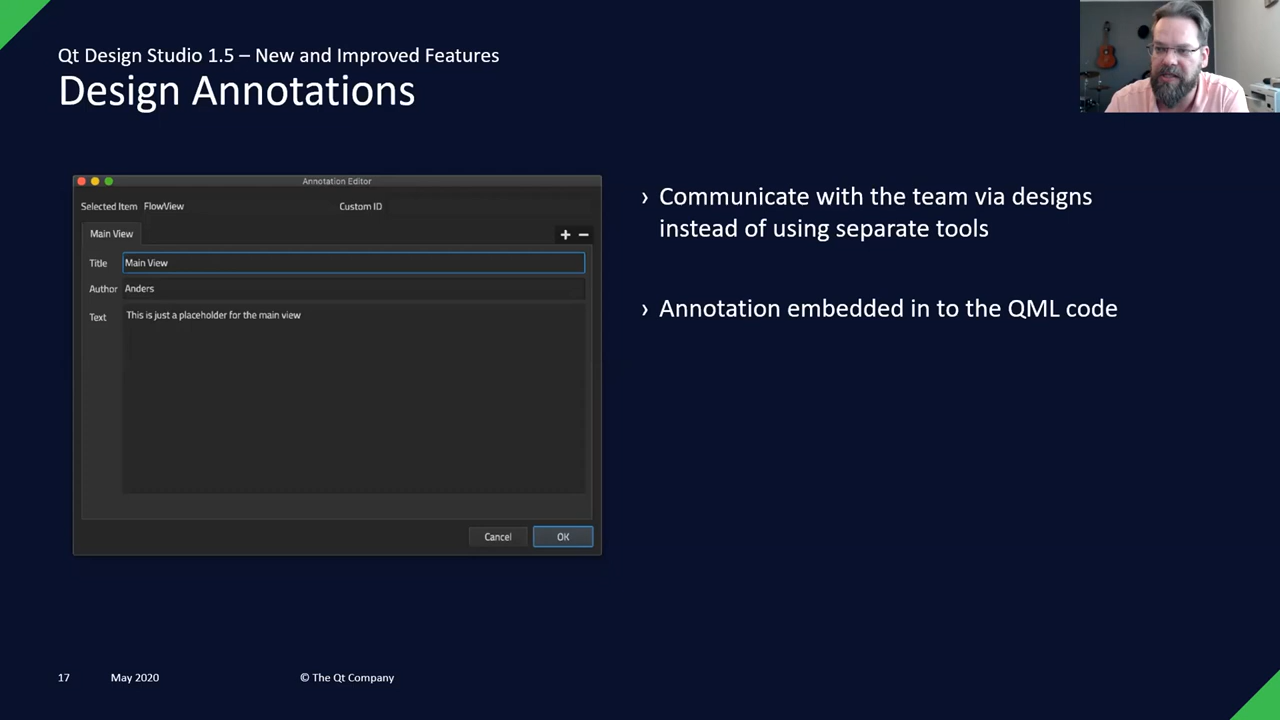 Qt Design Studio 1.5 – New and Improved Features
Design Annotations
Annotation Editor
Selected Item FlowView Custom ID
Main View
Title Main View
Author Anders
Text This is just a placeholder for the main view
Cancel OK
› Communicate with the team via designs
instead of using separate tools
› Annotation embedded in to the QML code
17 May 2020 © The Qt Company